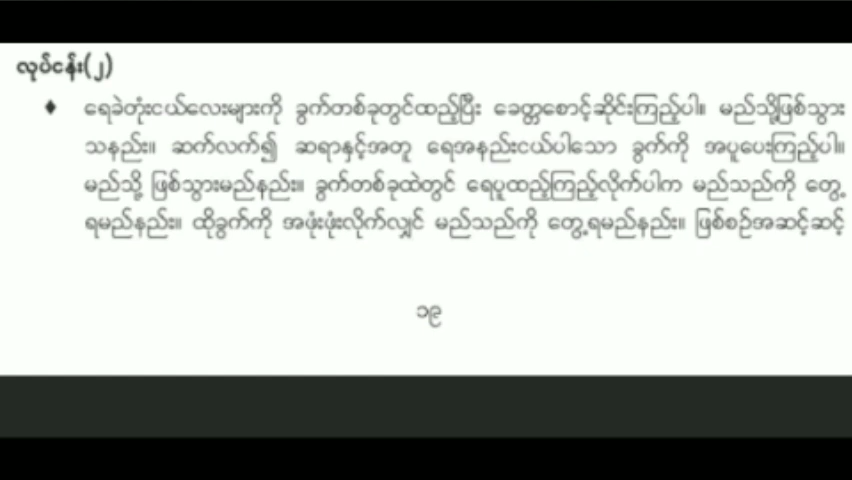 လုပ်ငန်း(၂)
♦ ရေခဲတုံးငယ်လေးများကို ခွက်တစ်ခုတွင်ထည့်ပြီး ခေတ္တစောင့်ဆိုင်းကြည့်ပါ။ မည်သို့ဖြစ်သွား
သနည်း။ ဆက်လက်၍ ဆရာနှင့်အတူ ရေအနည်းငယ်ပါသော ခွက်ကို အပူပေးကြည့်ပါ။
မည်သို့ ဖြစ်သွားမည်နည်း။ ခွက်တစ်ခုထဲတွင် ရေပူထည့်ကြည့်လိုက်ပါက မည်သည်ကို တွေ့
ရမည်နည်း။ ထိုခွက်ကို အဖုံးဖုံးလိုက်လျှင် မည်သည်ကို တွေ့ရမည်နည်း။ ဖြစ်စဉ်အဆင့်ဆင့်
၁၉